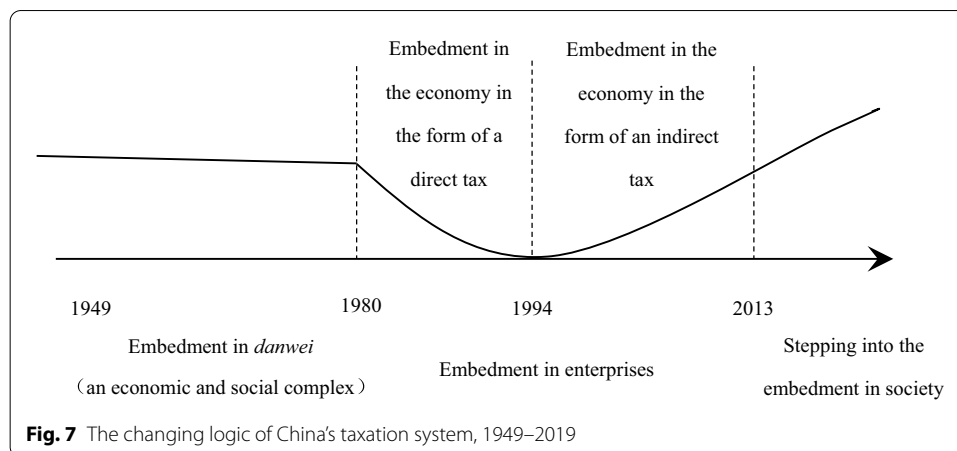 Embedment in
the economy in
the form of a
direct tax
Embedment in the
economy in the
form of an indirect
tax
1949
1980
1994
2013
Embedment in danwei
（an economic and social complex）
Embedment in enterprises
Stepping into the
embedment in society
Fig. 7 The changing logic of China’s taxation system, 1949–2019